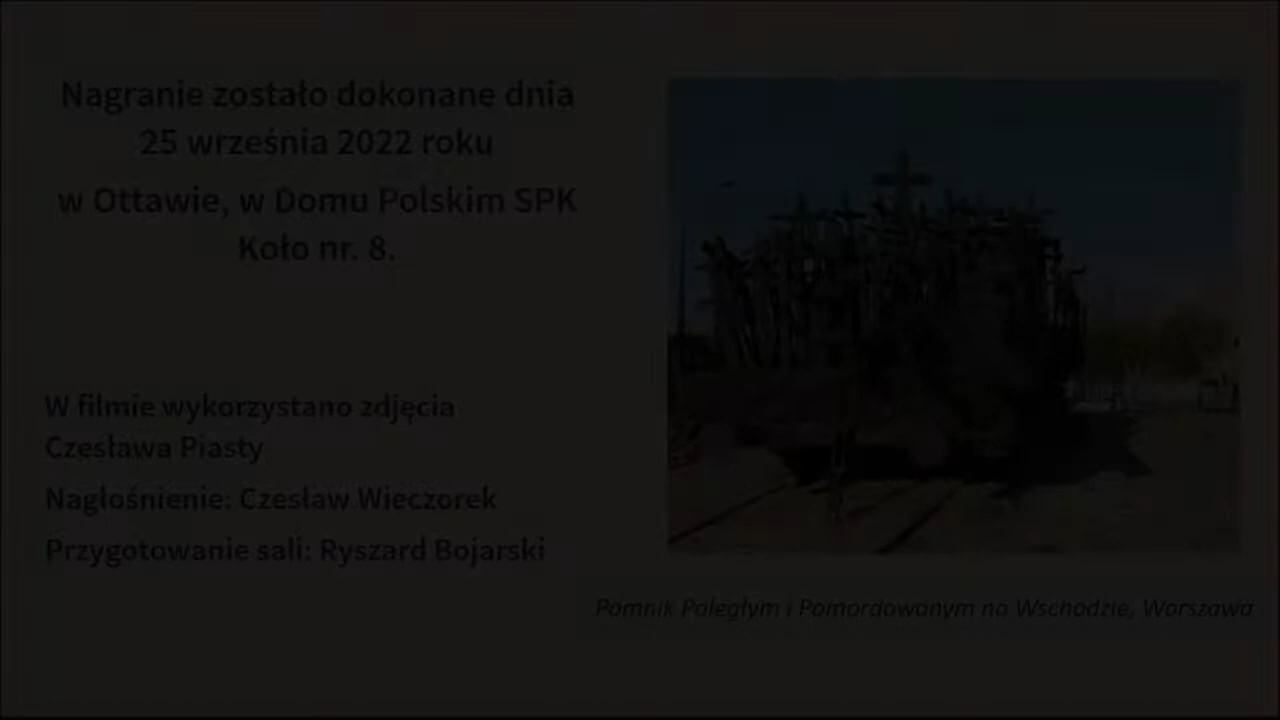 Nagranie zostało dokonane dnia
25 września 2022 roku
w Ottawie, w Domu Polskim SPK
Koło nr. 8.
W filmie wykorzystano zdjęcia
Czesława Piasty
Nagłośnienie: Czesław Wieczorek
Przygotowanie sali: Ryszard Bojarski
Pomnik Poległym i Pomordowanym na Wschodzie, Warszawa